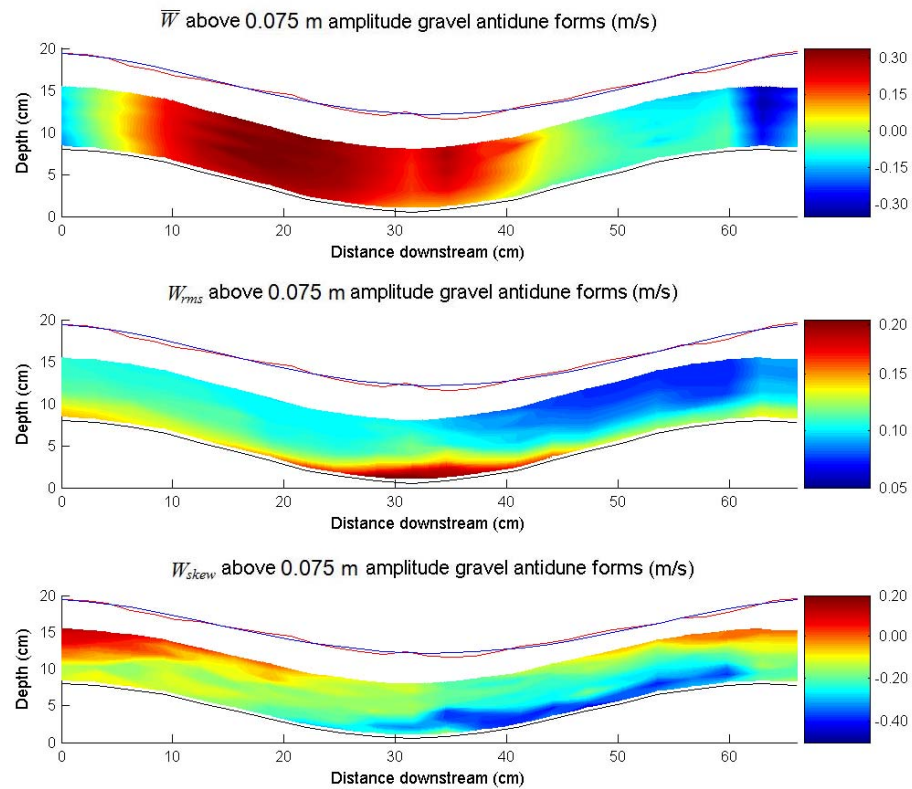 W̅ above 0.075 m amplitude gravel antidune forms (m/s)
20
15
10
5
0
Depth (cm)
0 10 20 30 40 50 60
Distance downstream (cm)
0.30
0.15
0.00
-0.15
-0.30
Wrms above 0.075 m amplitude gravel antidune forms (m/s)
20
15
10
5
0
Depth (cm)
0 10 20 30 40 50 60
Distance downstream (cm)
0.20
0.15
0.10
0.05
Wskew above 0.075 m amplitude gravel antidune forms (m/s)
20
15
10
5
0
Depth (cm)
0 10 20 30 40 50 60
Distance downstream (cm)
0.20
0.00
-0.20
-0.40